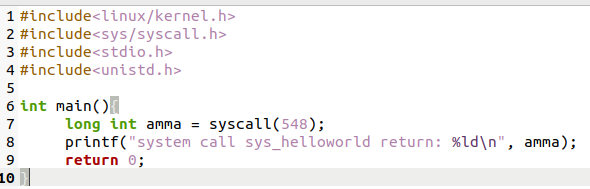 1 #include<linux/kernel.h>
2 #include<sys/syscall.h>
3 #include<stdio.h>
4 #include<unistd.h>
5
6 int main(){
7 long int amma = syscall(548);
8 printf("system call sys_helloworld return: %ld\n", amma);
9 return 0;
10 }